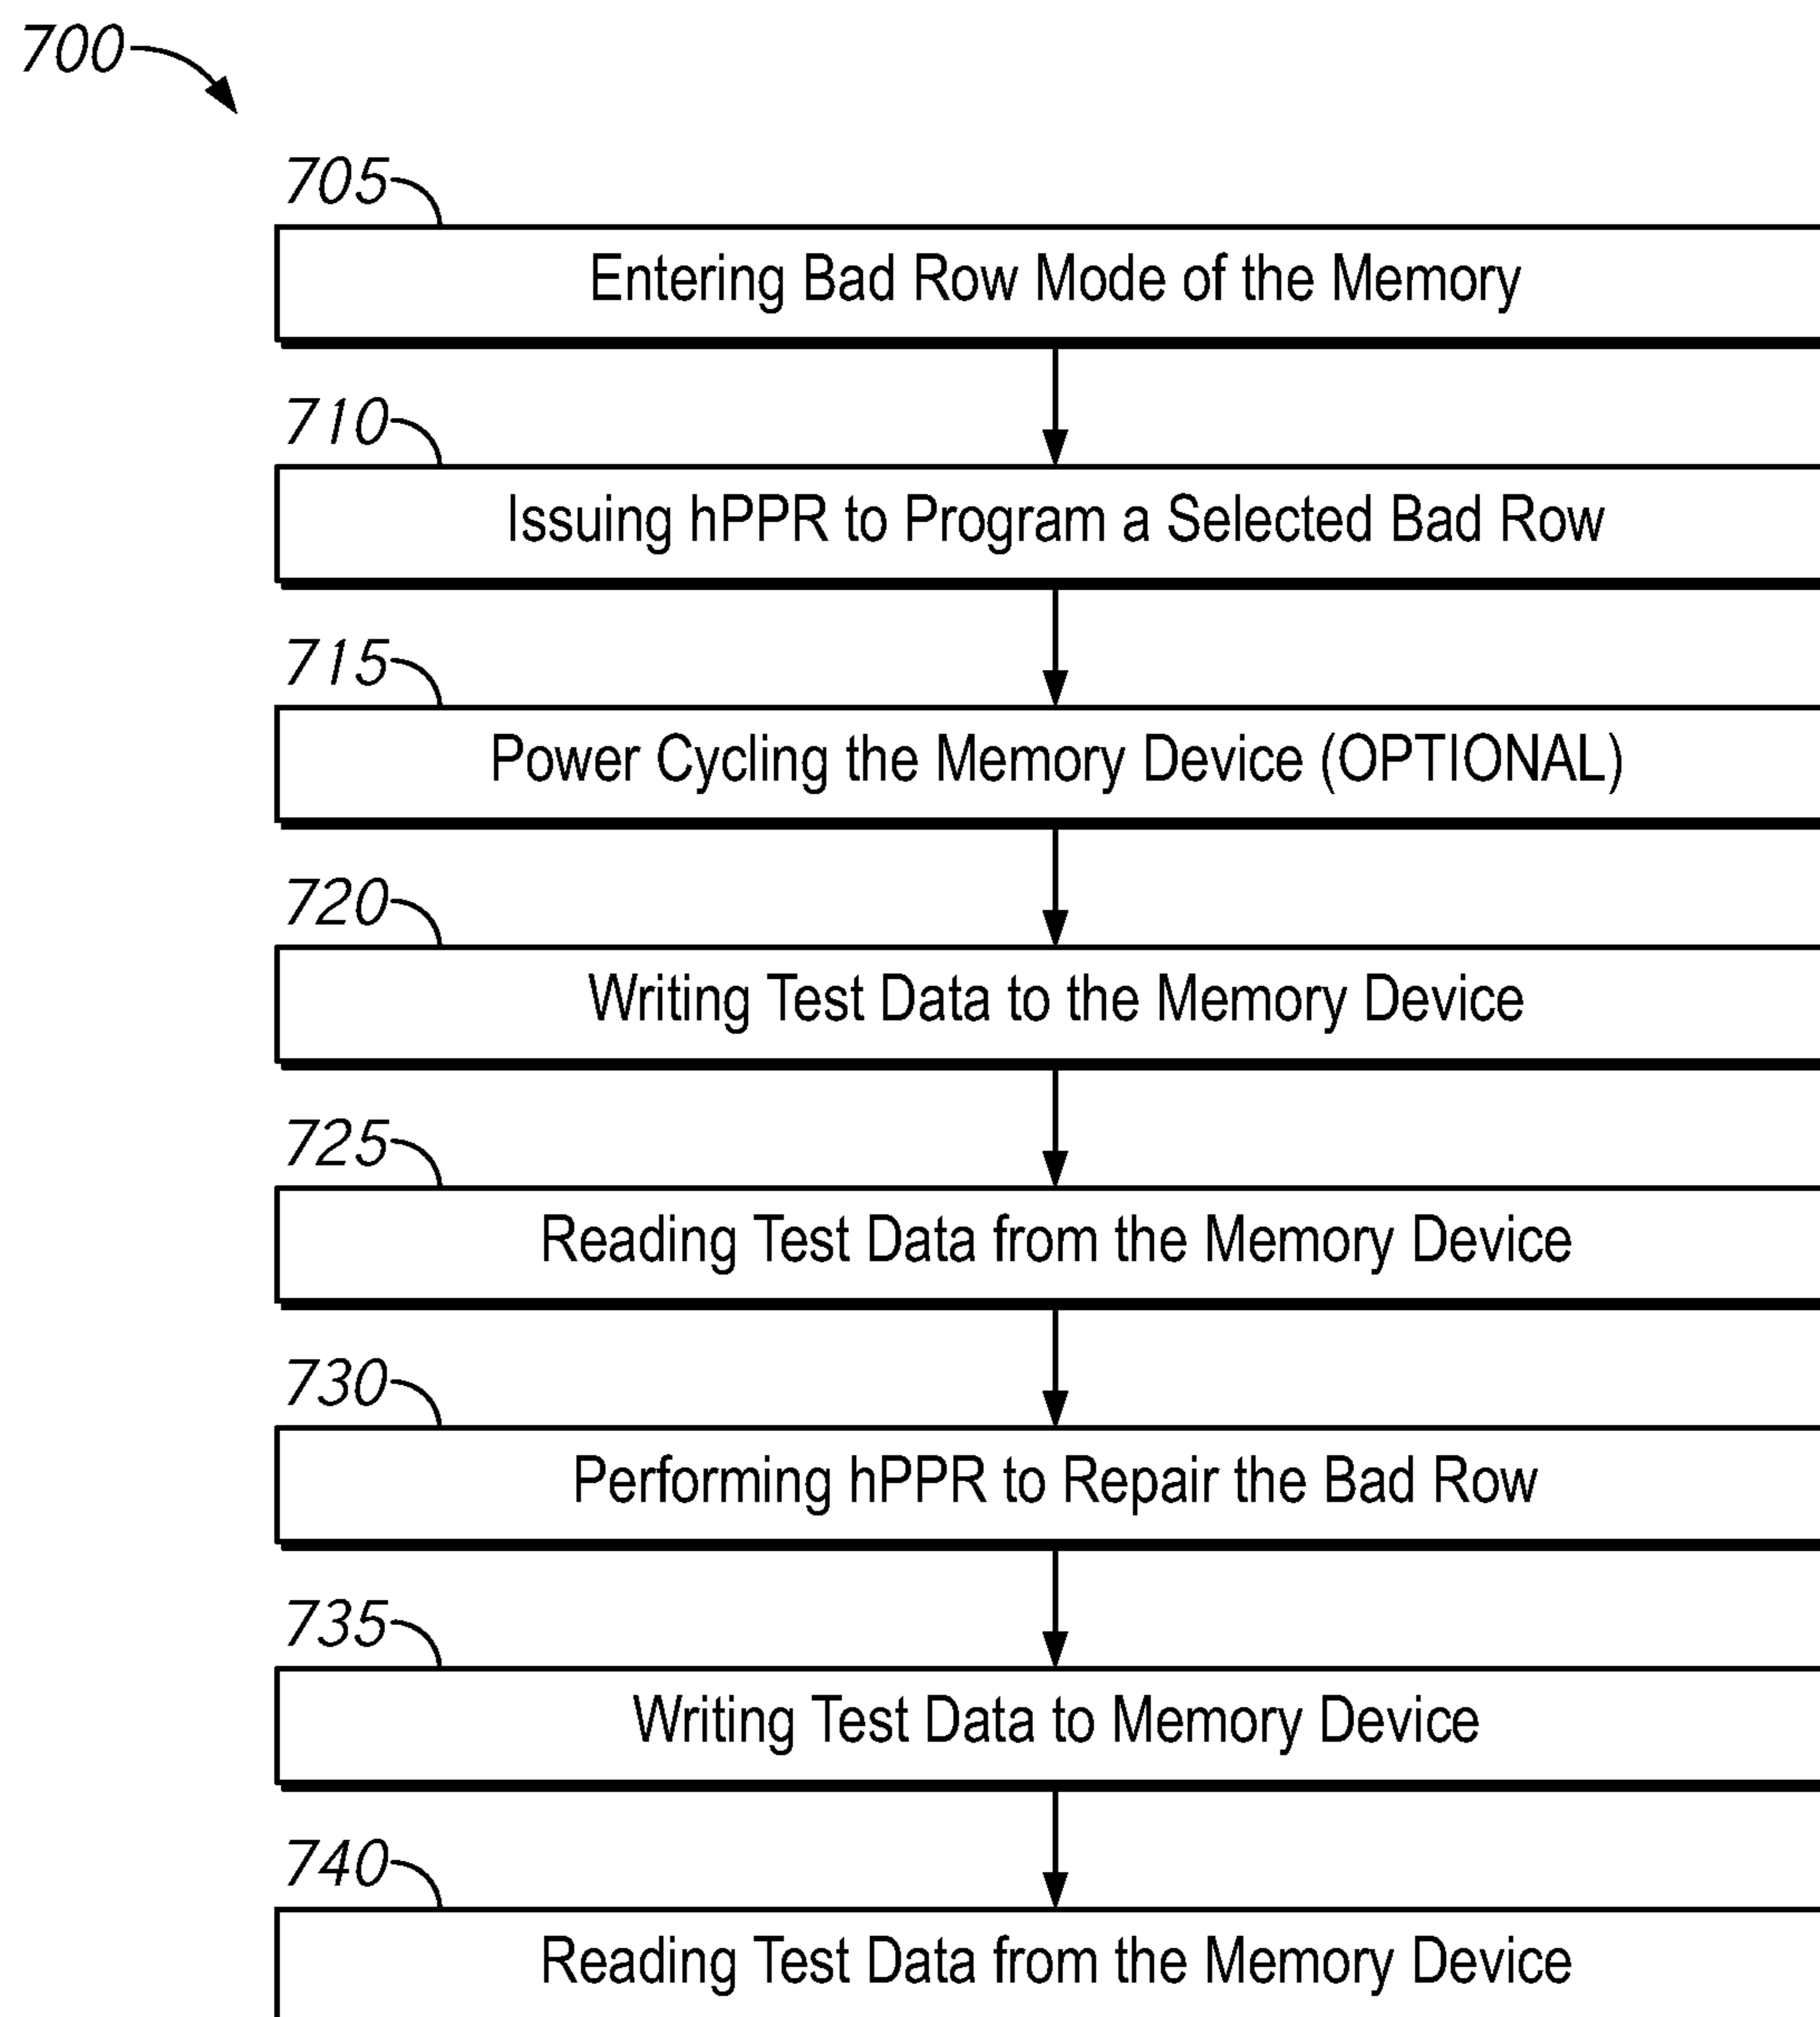 700
705
Entering Bad Row Mode of the Memory
710
Issuing hPPR to Program a Selected Bad Row
715
Power Cycling the Memory Device (OPTIONAL)
720
Writing Test Data to the Memory Device
725
Reading Test Data from the Memory Device
730
Performing hPPR to Repair the Bad Row
735
Writing Test Data to Memory Device
740
Reading Test Data from the Memory Device